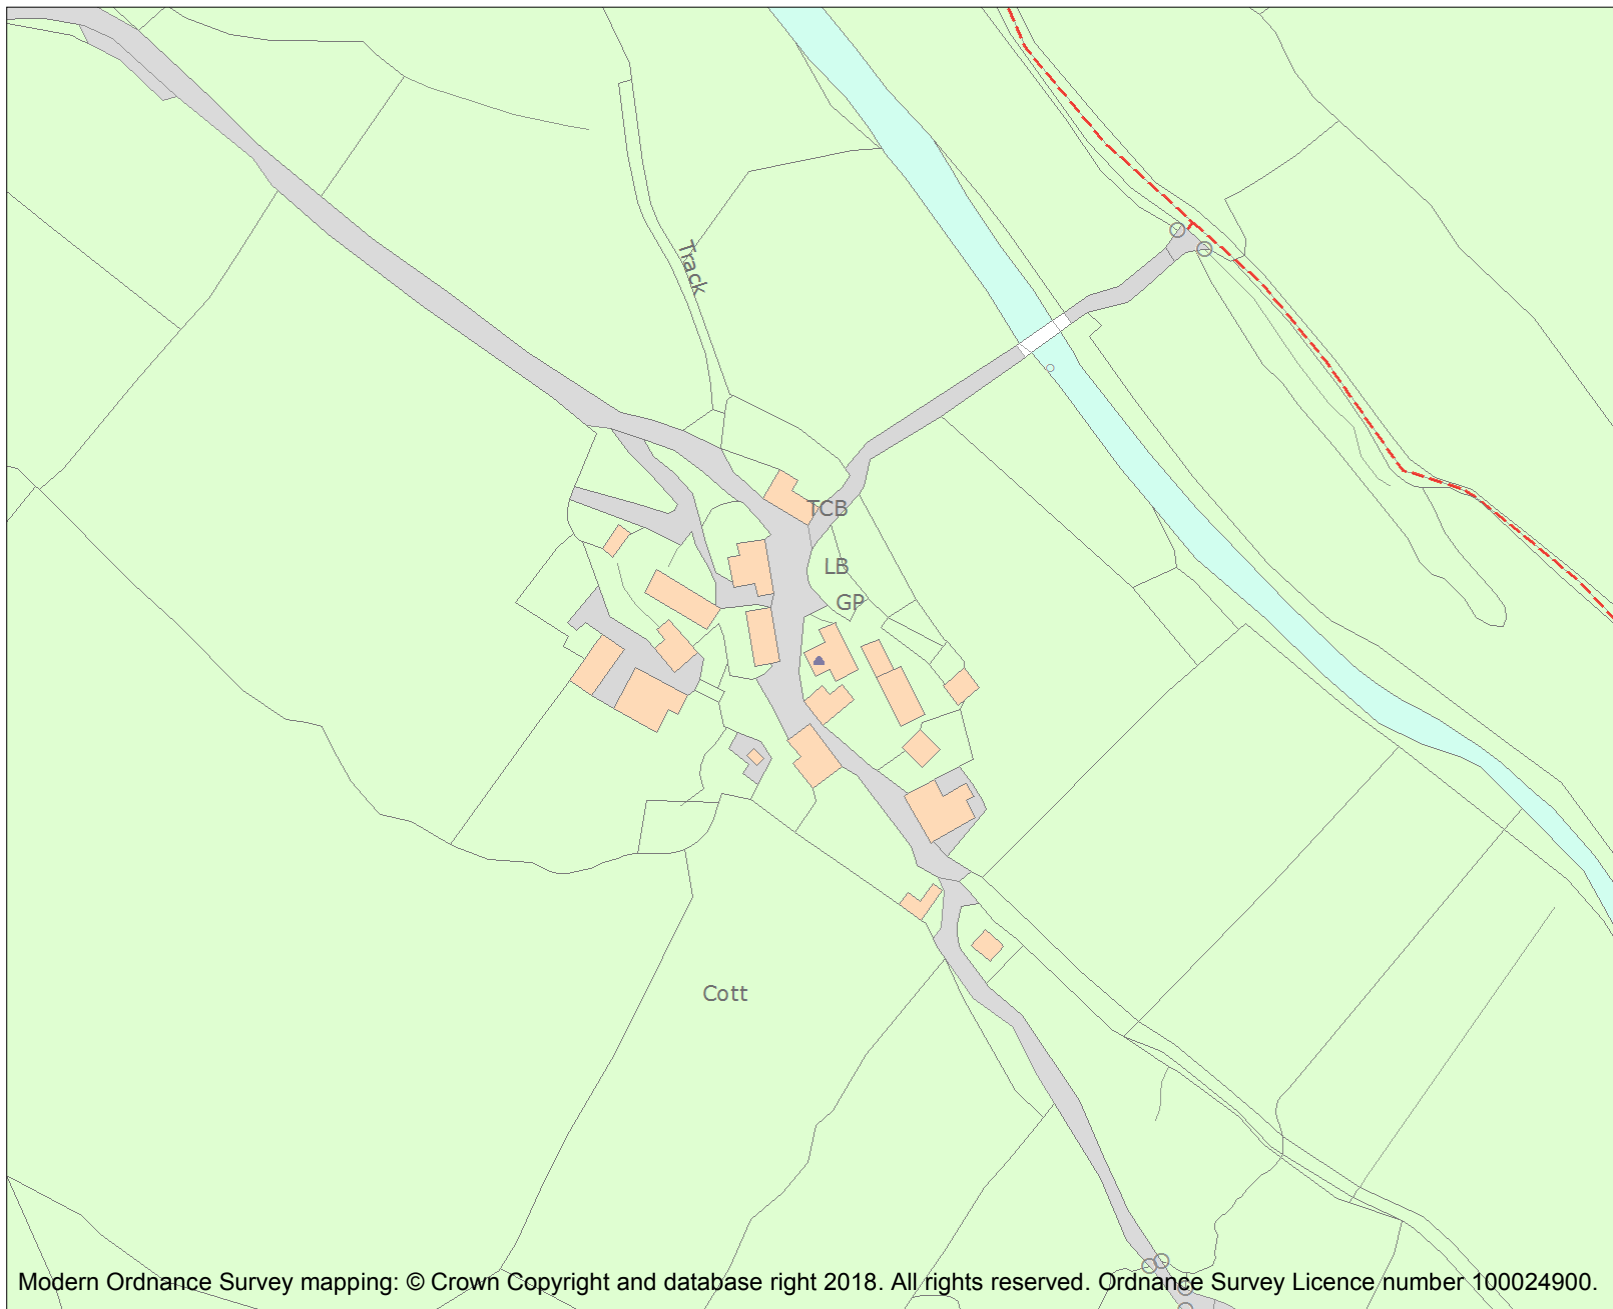 Track
TCB
LB
GP
Cott
Modern Ordnance Survey mapping: © Crown Copyright and database right 2018. All rights reserved. Ordnance Survey Licence number 100024900.